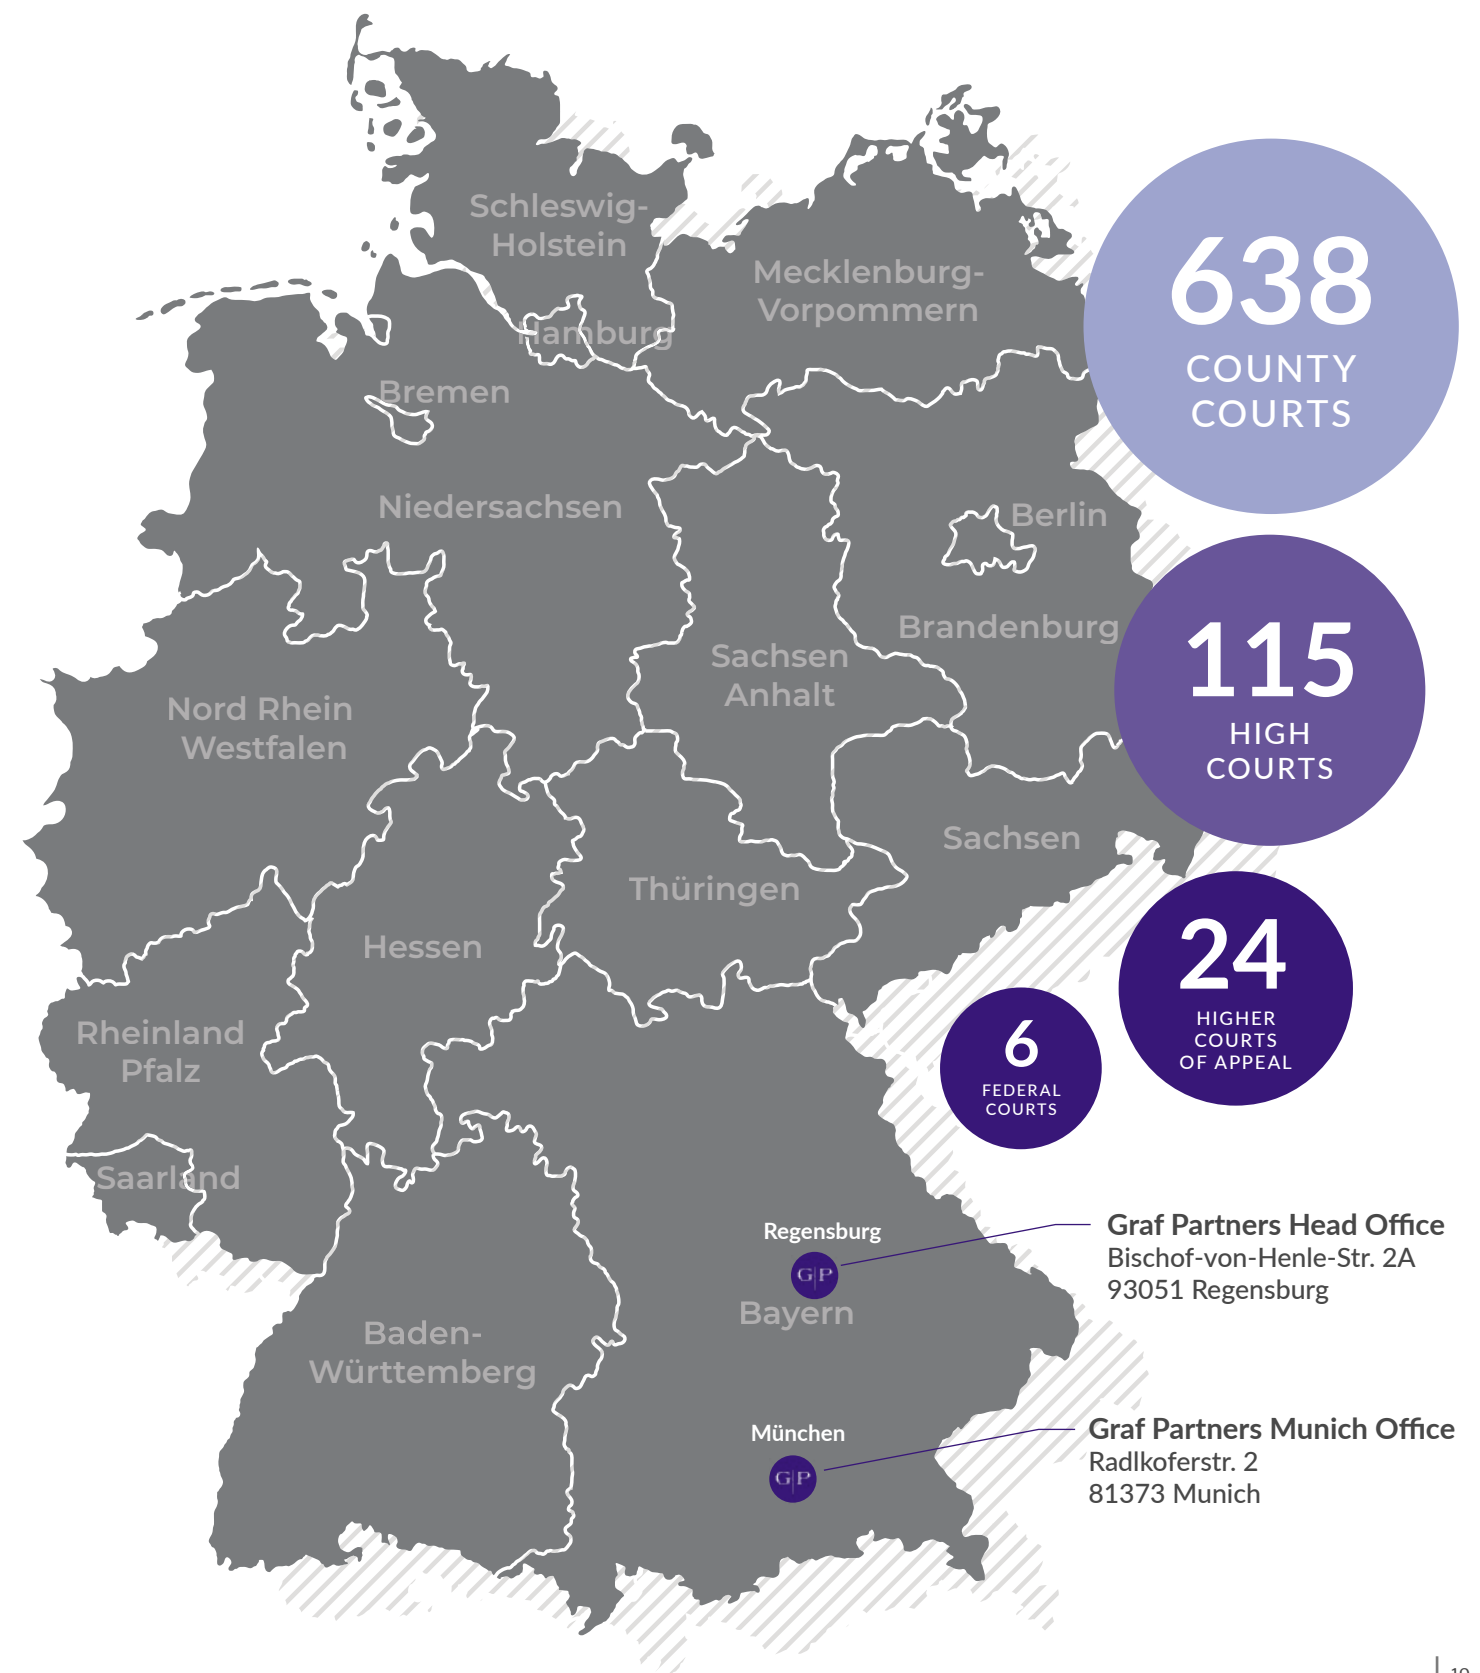 Schleswig-
Holstein
Mecklenburg-
Vorpommern
Hamburg
Bremen
Niedersachsen
Berlin
Brandenburg
Sachsen
Anhalt
Nord Rhein
Westfalen
Sachsen
Thüringen
Hessen
Rheinland
Pfalz
Saarland
Baden-
Württemberg
Regensburg
G|P
Bayern
München
G|P
638
COUNTY
COURTS
115
HIGH
COURTS
24
HIGHER
COURTS
OF APPEAL
6
FEDERAL
COURTS
Graf Partners Head Office
Bischof-von-Henle-Str. 2A
93051 Regensburg
Graf Partners Munich Office
Radlkoferstr. 2
81373 Munich